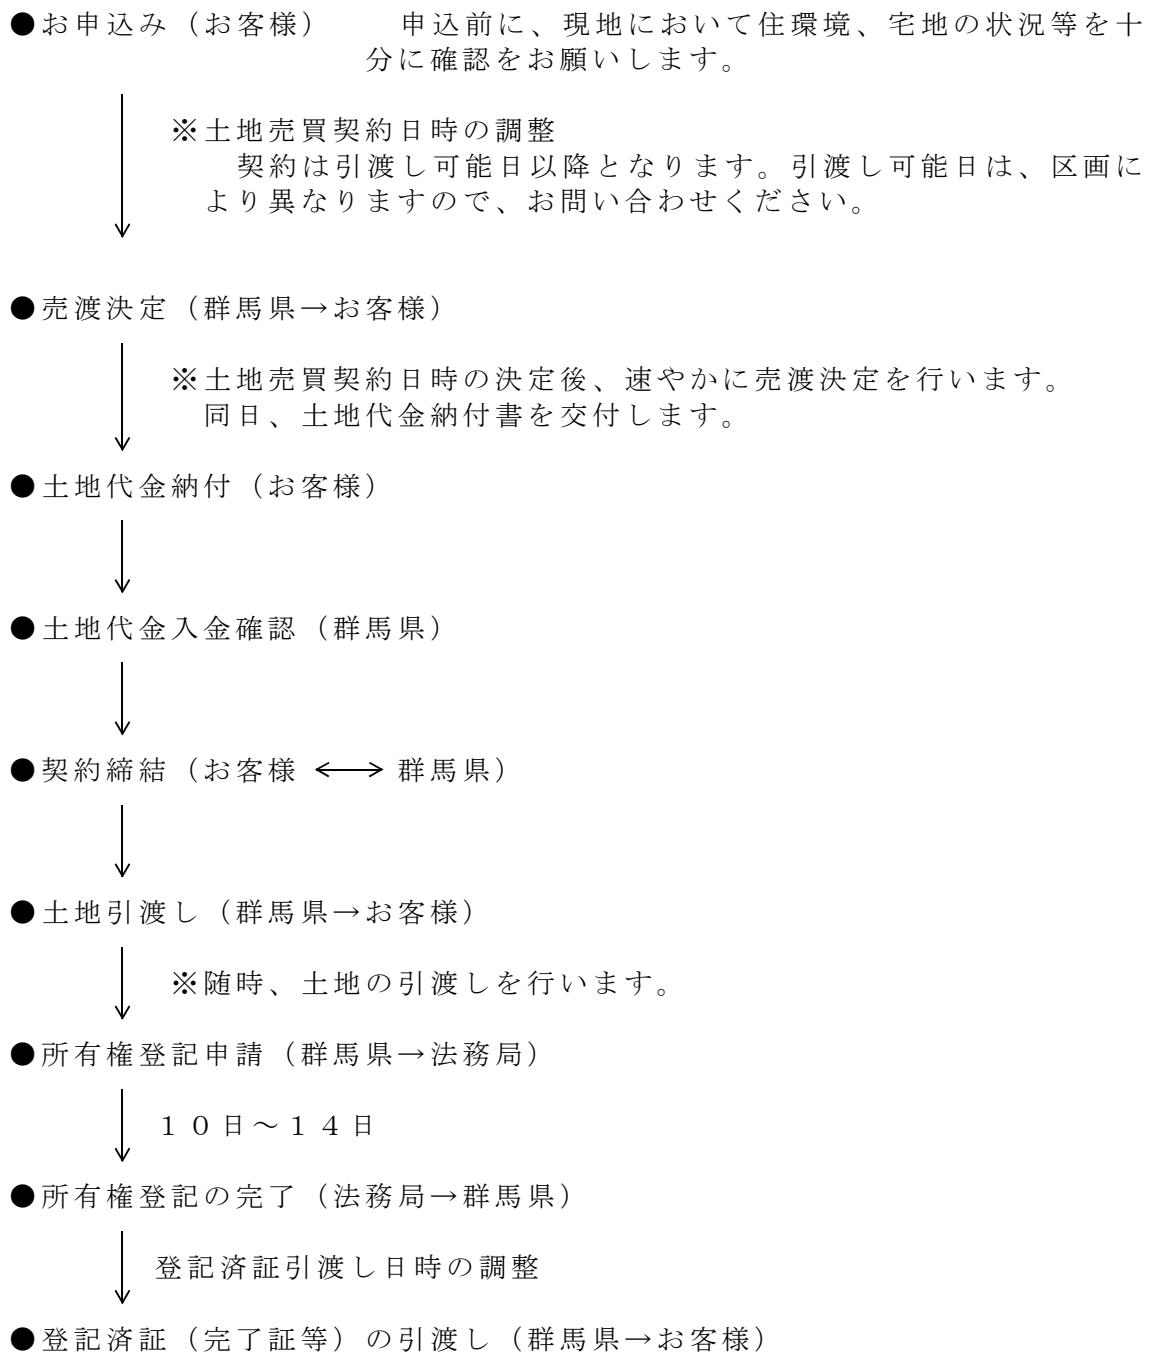 ●お申込み（お客様）　　申込前に、現地において住環境、宅地の状況等を十
分に確認をお願いします。
※土地売買契約日時の調整
契約は引渡し可能日以降となります。引渡し可能日は、区画に
より異なりますので、お問い合わせください。
●売渡決定（群馬県→お客様）
※土地売買契約日時の決定後、速やかに売渡決定を行います。
同日、土地代金納付書を交付します。
●土地代金納付（お客様）
●土地代金入金確認（群馬県）
●契約締結（お客様 ⟷ 群馬県）
●土地引渡し（群馬県→お客様）
※随時、土地の引渡しを行います。
●所有権登記申請（群馬県→法務局）
１０日～１４日
●所有権登記の完了（法務局→群馬県）
登記済証引渡し日時の調整
●登記済証（完了証等）の引渡し（群馬県→お客様）